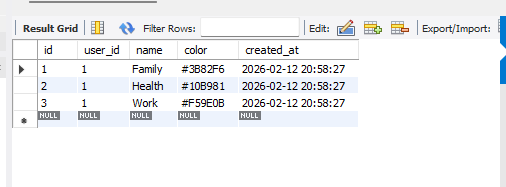 Result Grid Filter Rows: Edit: Export/Import:
id user_id name color created_at
1 1 Family #3B82F6 2026-02-12 20:58:27
2 1 Health #10B981 2026-02-12 20:58:27
3 1 Work #F59E0B 2026-02-12 20:58:27
NULL NULL NULL NULL NULL